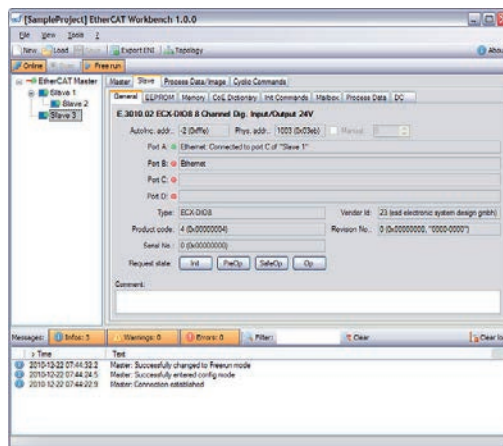 [SampleProject] EtherCAT Workbench 1.0.0
File View Tools ?
New Load Save Export ENI Topology About
Online Free run
EtherCAT Master
Slave 1
Slave 2
Slave 3
Master Slave Process Data/Image Cyclic Commands
General EEPROM Memory CoE Dictionary Init Commands Mailbox Process Data DC
E.3010.02 ECX-DIO8 8 Channel Dig. Input/Output 24V
AutoInc. addr.: -2 (0xfffe) Phys. addr.: 1003 (0x03eb) Manual:
Port A: Ethernet: Connected to port C of "Slave 1"
Port B: Ethernet
Port C:
Port D:
Type: ECX-DIO8 Vendor Id: 23 (esd electronic system design gmbh)
Product code: 4 (0x00000004) Revision No.: 0 (0x00000000, "0000-0000")
Serial No.: 0 (0x00000000)
Request state: Init PreOp SafeOp Op
Comment:
Messages: Infos: 3 Warnings: 0 Errors: 0 Filter: Clear Clear lo
Time Text
2010-12-22 07:44:32.2 Master: Successfully changed to Freerun mode
2010-12-22 07:44:24.5 Master: Successfully entered config mode
2010-12-22 07:44:22.9 Master: Connection established